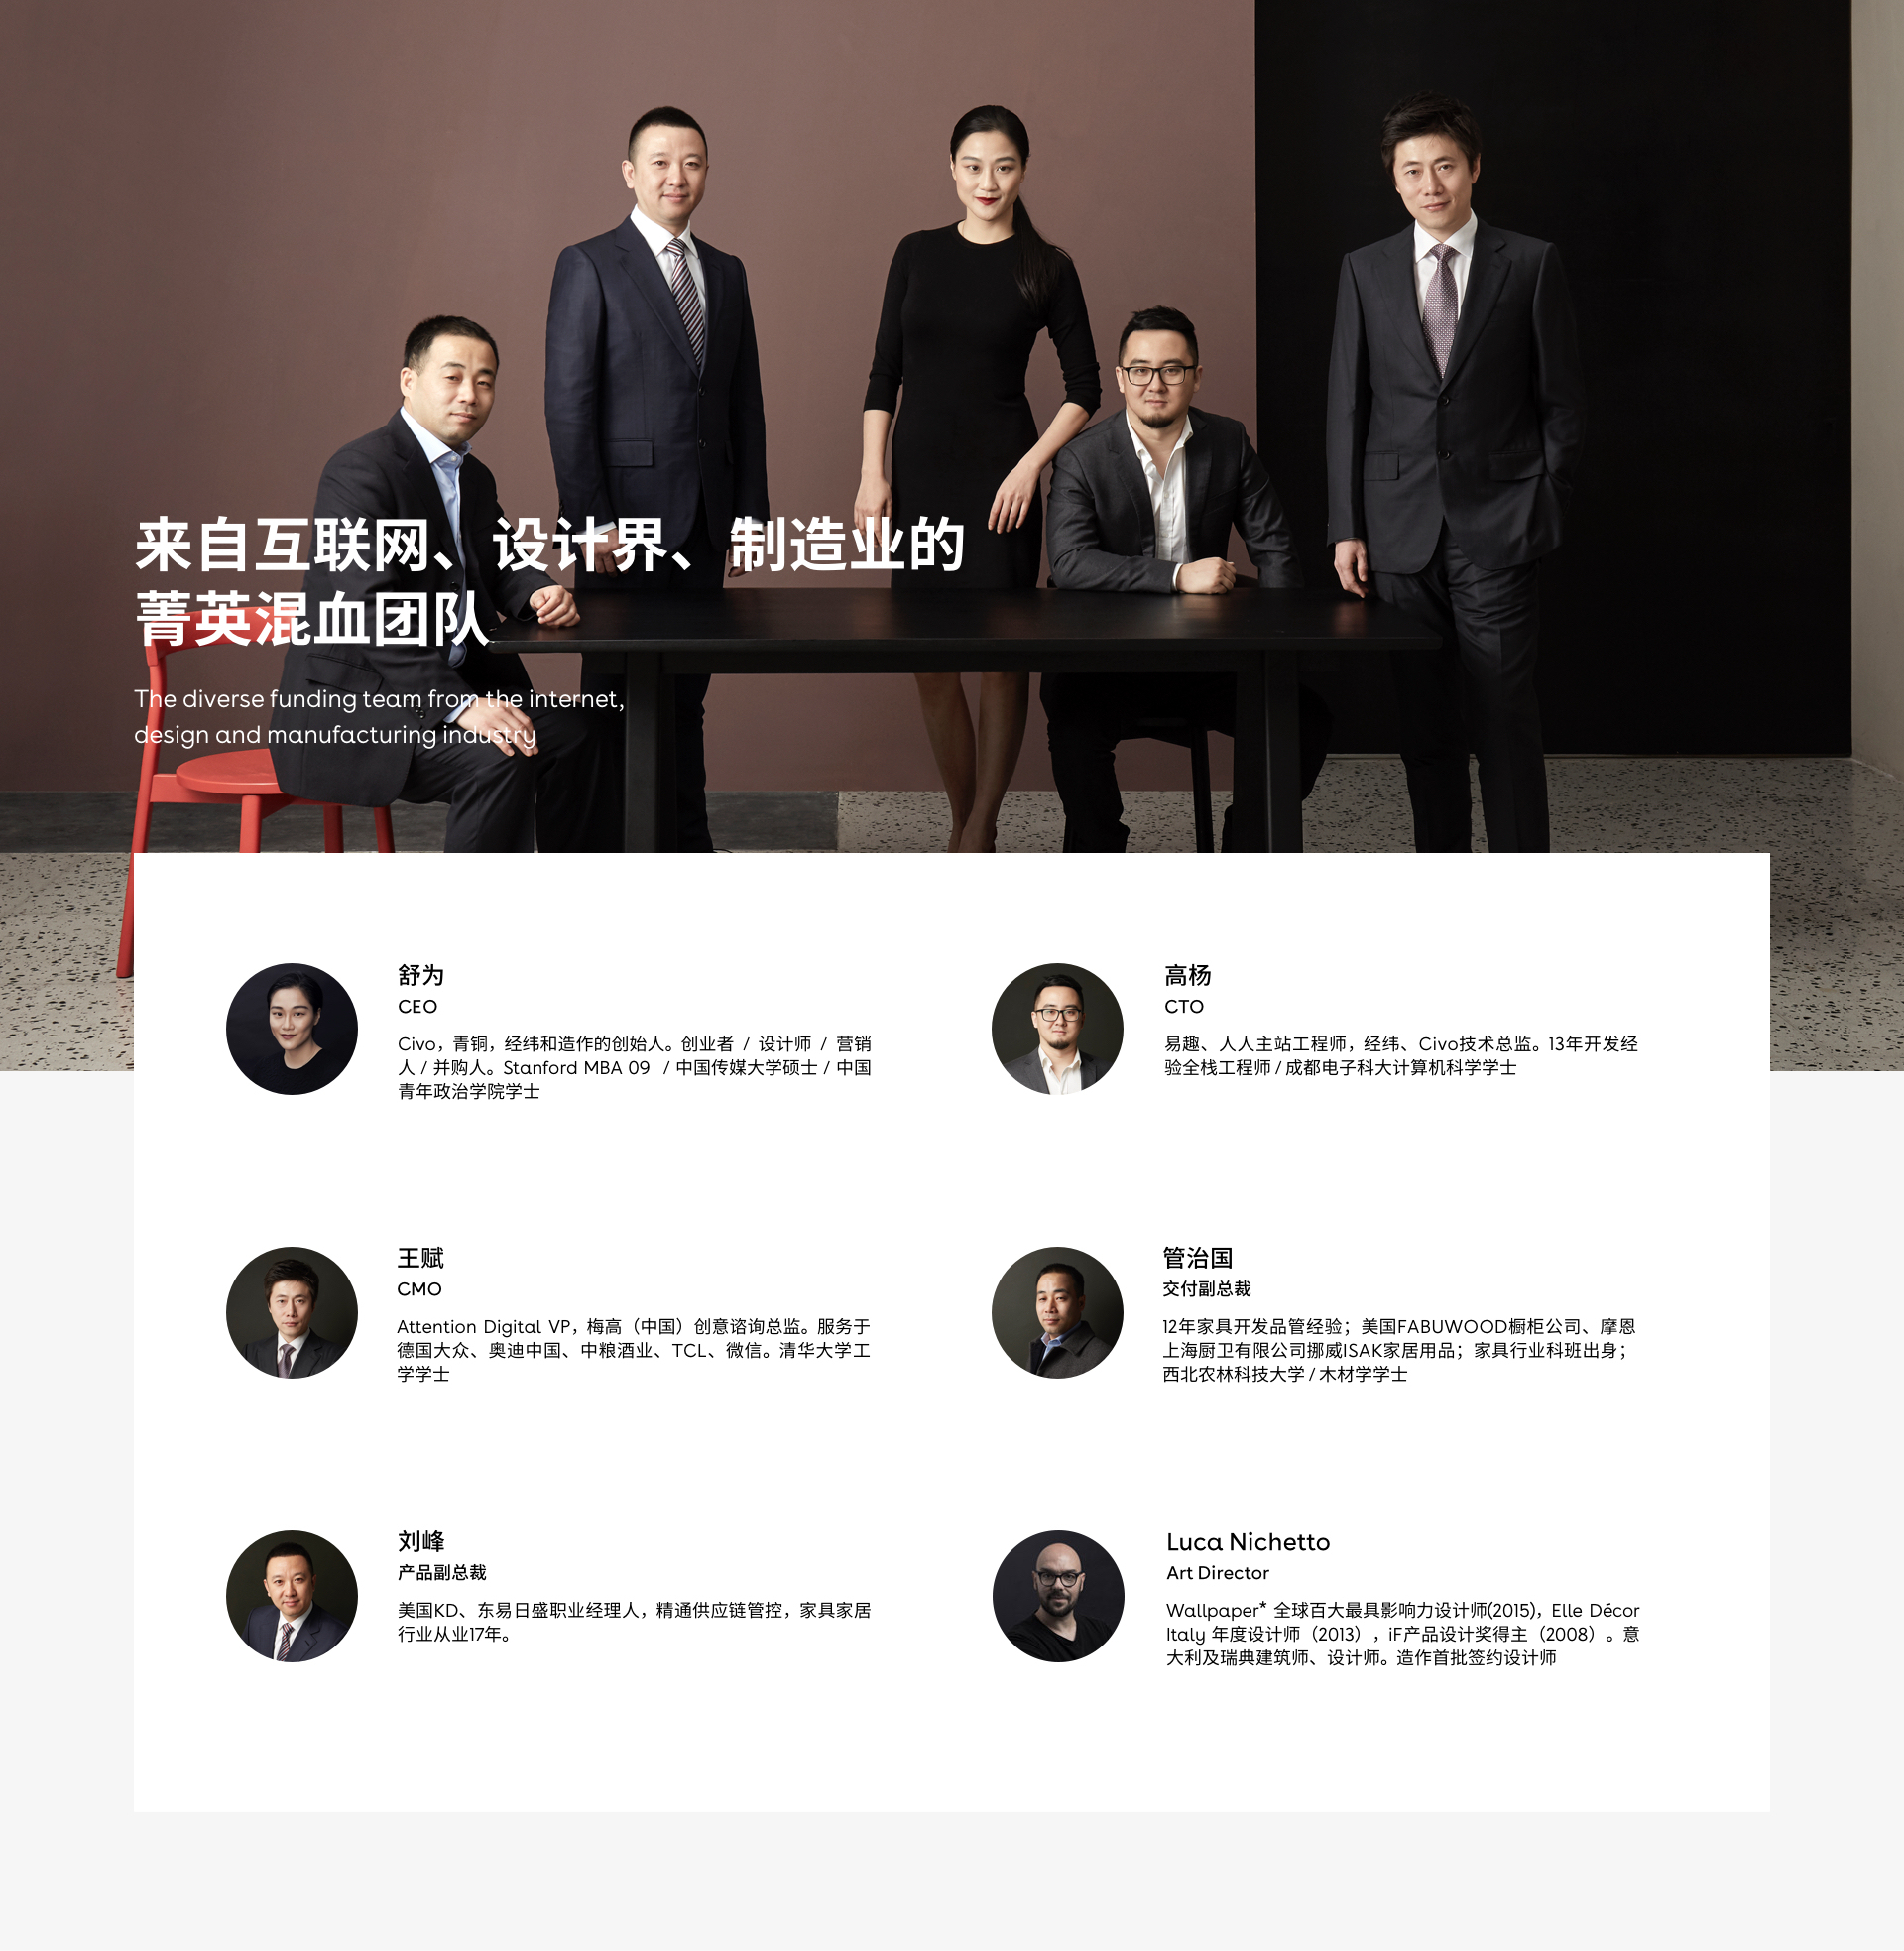 来自互联网、设计界、制造业的
菁英混血团队
The diverse funding team from the internet,
design and manufacturing industry
舒为
CEO
Civo，青铜，经纬和造作的创始人。创业者 / 设计师 / 营销
人 / 并购人。Stanford MBA 09 / 中国传媒大学硕士 / 中国
青年政治学院学士
高杨
CTO
易趣、人人主站工程师，经纬、Civo技术总监。13年开发经
验全栈工程师 / 成都电子科大计算机科学学士
王赋
CMO
Attention Digital VP，梅高（中国）创意谘询总监。服务于
德国大众、奥迪中国、中粮酒业、TCL、微信。清华大学工
学学士
管治国
交付副总裁
12年家具开发品管经验；美国FABUWOOD橱柜公司、摩恩
上海厨卫有限公司挪威ISAK家居用品；家具行业科班出身；
西北农林科技大学 / 木材学学士
刘峰
产品副总裁
美国KD、东易日盛职业经理人，精通供应链管控，家具家居
行业从业17年。
Luca Nichetto
Art Director
Wallpaper* 全球百大最具影响力设计师(2015)，Elle Décor
Italy 年度设计师（2013），iF产品设计奖得主（2008）。意
大利及瑞典建筑师、设计师。造作首批签约设计师